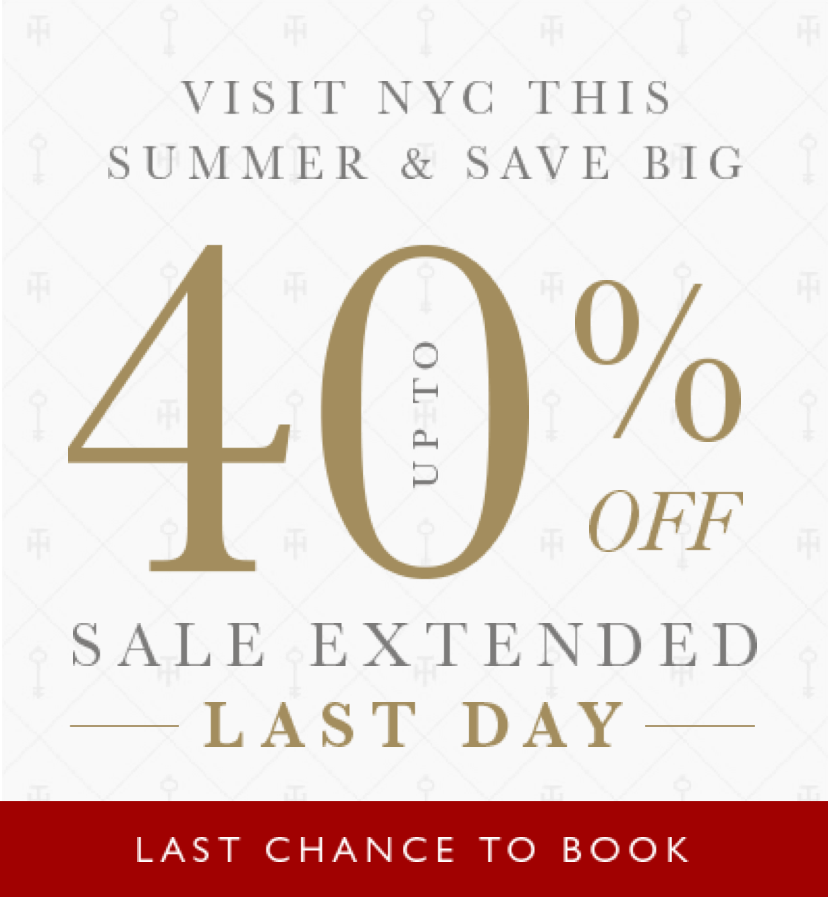 VISIT NYC THIS
SUMMER & SAVE BIG
UP TO
40%
OFF
SALE EXTENDED
LAST DAY
LAST CHANCE TO BOOK